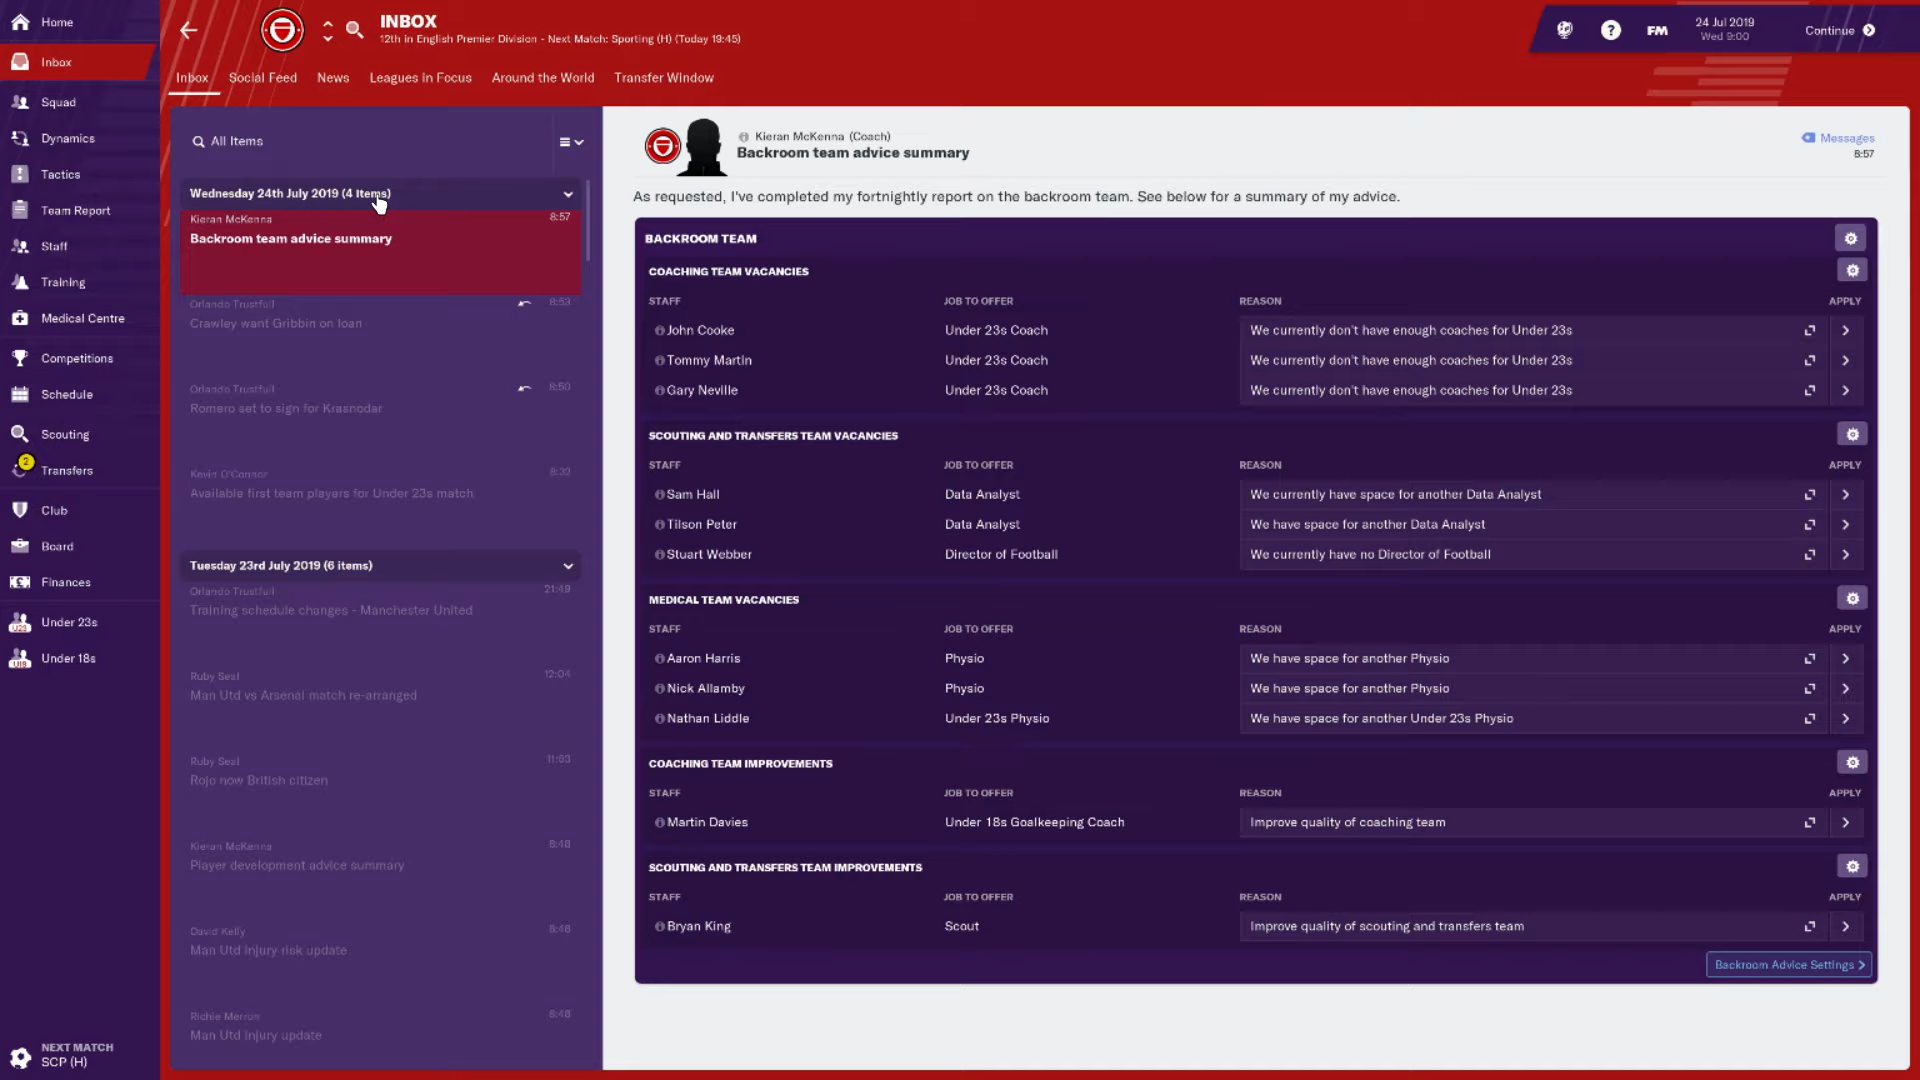 Home
Inbox
Squad
Dynamics
Tactics
Team Report
Staff
Training
Medical Centre
Competitions
Schedule
Scouting
2
Transfers
Club
Board
Finances
U23
Under 23s
U18
Under 18s
NEXT MATCH
SCP (H)
INBOX
12th in English Premier Division - Next Match: Sporting (H) (Today 19:45)
? FM
24 Jul 2019
Wed 9:00
Continue
Inbox Social Feed News Leagues In Focus Around the World Transfer Window
All Items
Wednesday 24th July 2019 (4 Items)
Kieran McKenna 8:57
Backroom team advice summary
Orlando Trustfull 8:53
Crawley want Gribbin on loan
Orlando Trustfull 8:50
Romero set to sign for Krasnodar
Kevin O'Connor 8:32
Available first team players for Under 23s match
Tuesday 23rd July 2019 (6 items)
Orlando Trustfull 21:49
Training schedule changes - Manchester United
Ruby Seal 12:04
Man Utd vs Arsenal match re-arranged
Ruby Seal 11:53
Rojo now British citizen
Kieran McKenna 8:48
Player development advice summary
David Kelly 8:48
Man Utd injury risk update
Richie Merron 8:48
Man Utd injury update
Kieran McKenna (Coach)
Backroom team advice summary
Messages
8:57
As requested, I've completed my fortnightly report on the backroom team. See below for a summary of my advice.
BACKROOM TEAM
COACHING TEAM VACANCIES
STAFF JOB TO OFFER REASON APPLY
John Cooke Under 23s Coach We currently don't have enough coaches for Under 23s
Tommy Martin Under 23s Coach We currently don't have enough coaches for Under 23s
Gary Neville Under 23s Coach We currently don't have enough coaches for Under 23s
SCOUTING AND TRANSFERS TEAM VACANCIES
STAFF JOB TO OFFER REASON APPLY
Sam Hall Data Analyst We currently have space for another Data Analyst
Tilson Peter Data Analyst We have space for another Data Analyst
Stuart Webber Director of Football We currently have no Director of Football
MEDICAL TEAM VACANCIES
STAFF JOB TO OFFER REASON APPLY
Aaron Harris Physio We have space for another Physio
Nick Allamby Physio We have space for another Physio
Nathan Liddle Under 23s Physio We have space for another Under 23s Physio
COACHING TEAM IMPROVEMENTS
STAFF JOB TO OFFER REASON APPLY
Martin Davies Under 18s Goalkeeping Coach Improve quality of coaching team
SCOUTING AND TRANSFERS TEAM IMPROVEMENTS
STAFF JOB TO OFFER REASON APPLY
Bryan King Scout Improve quality of scouting and transfers team
Backroom Advice Settings